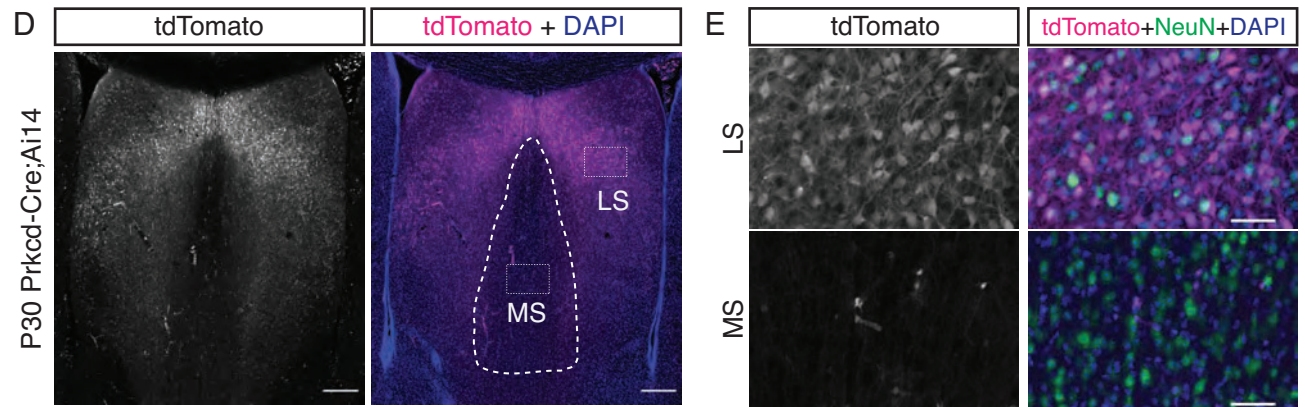 D
tdTomato
tdTomato + DAPI
P30 Prkcd-Cre;Ai14
LS
MS
E
tdTomato
tdTomato+NeuN+DAPI
LS
MS